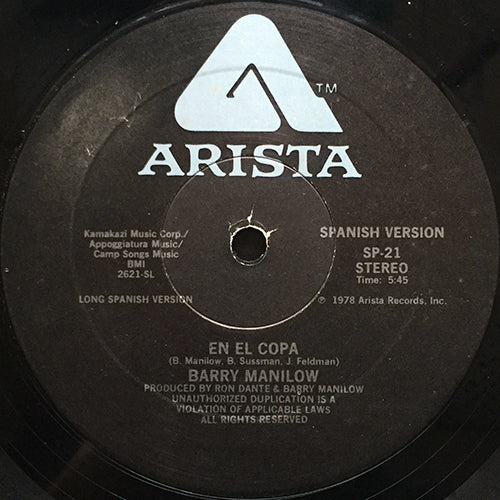 TM
ARISTA
Kamakazi Music Corp./
Appoggiatura Music/
Camp Songs Music
BMI
2621-SL
LONG SPANISH VERSION
SPANISH VERSION
SP-21
STEREO
Time: 5:45
℗ 1978 Arista Records, Inc.
EN EL COPA
(B. Manilow, B. Sussman, J. Feldman)
BARRY MANILOW
PRODUCED BY RON DANTE & BARRY MANILOW
UNAUTHORIZED DUPLICATION IS A
VIOLATION OF APPLICABLE LAWS
ALL RIGHTS RESERVED